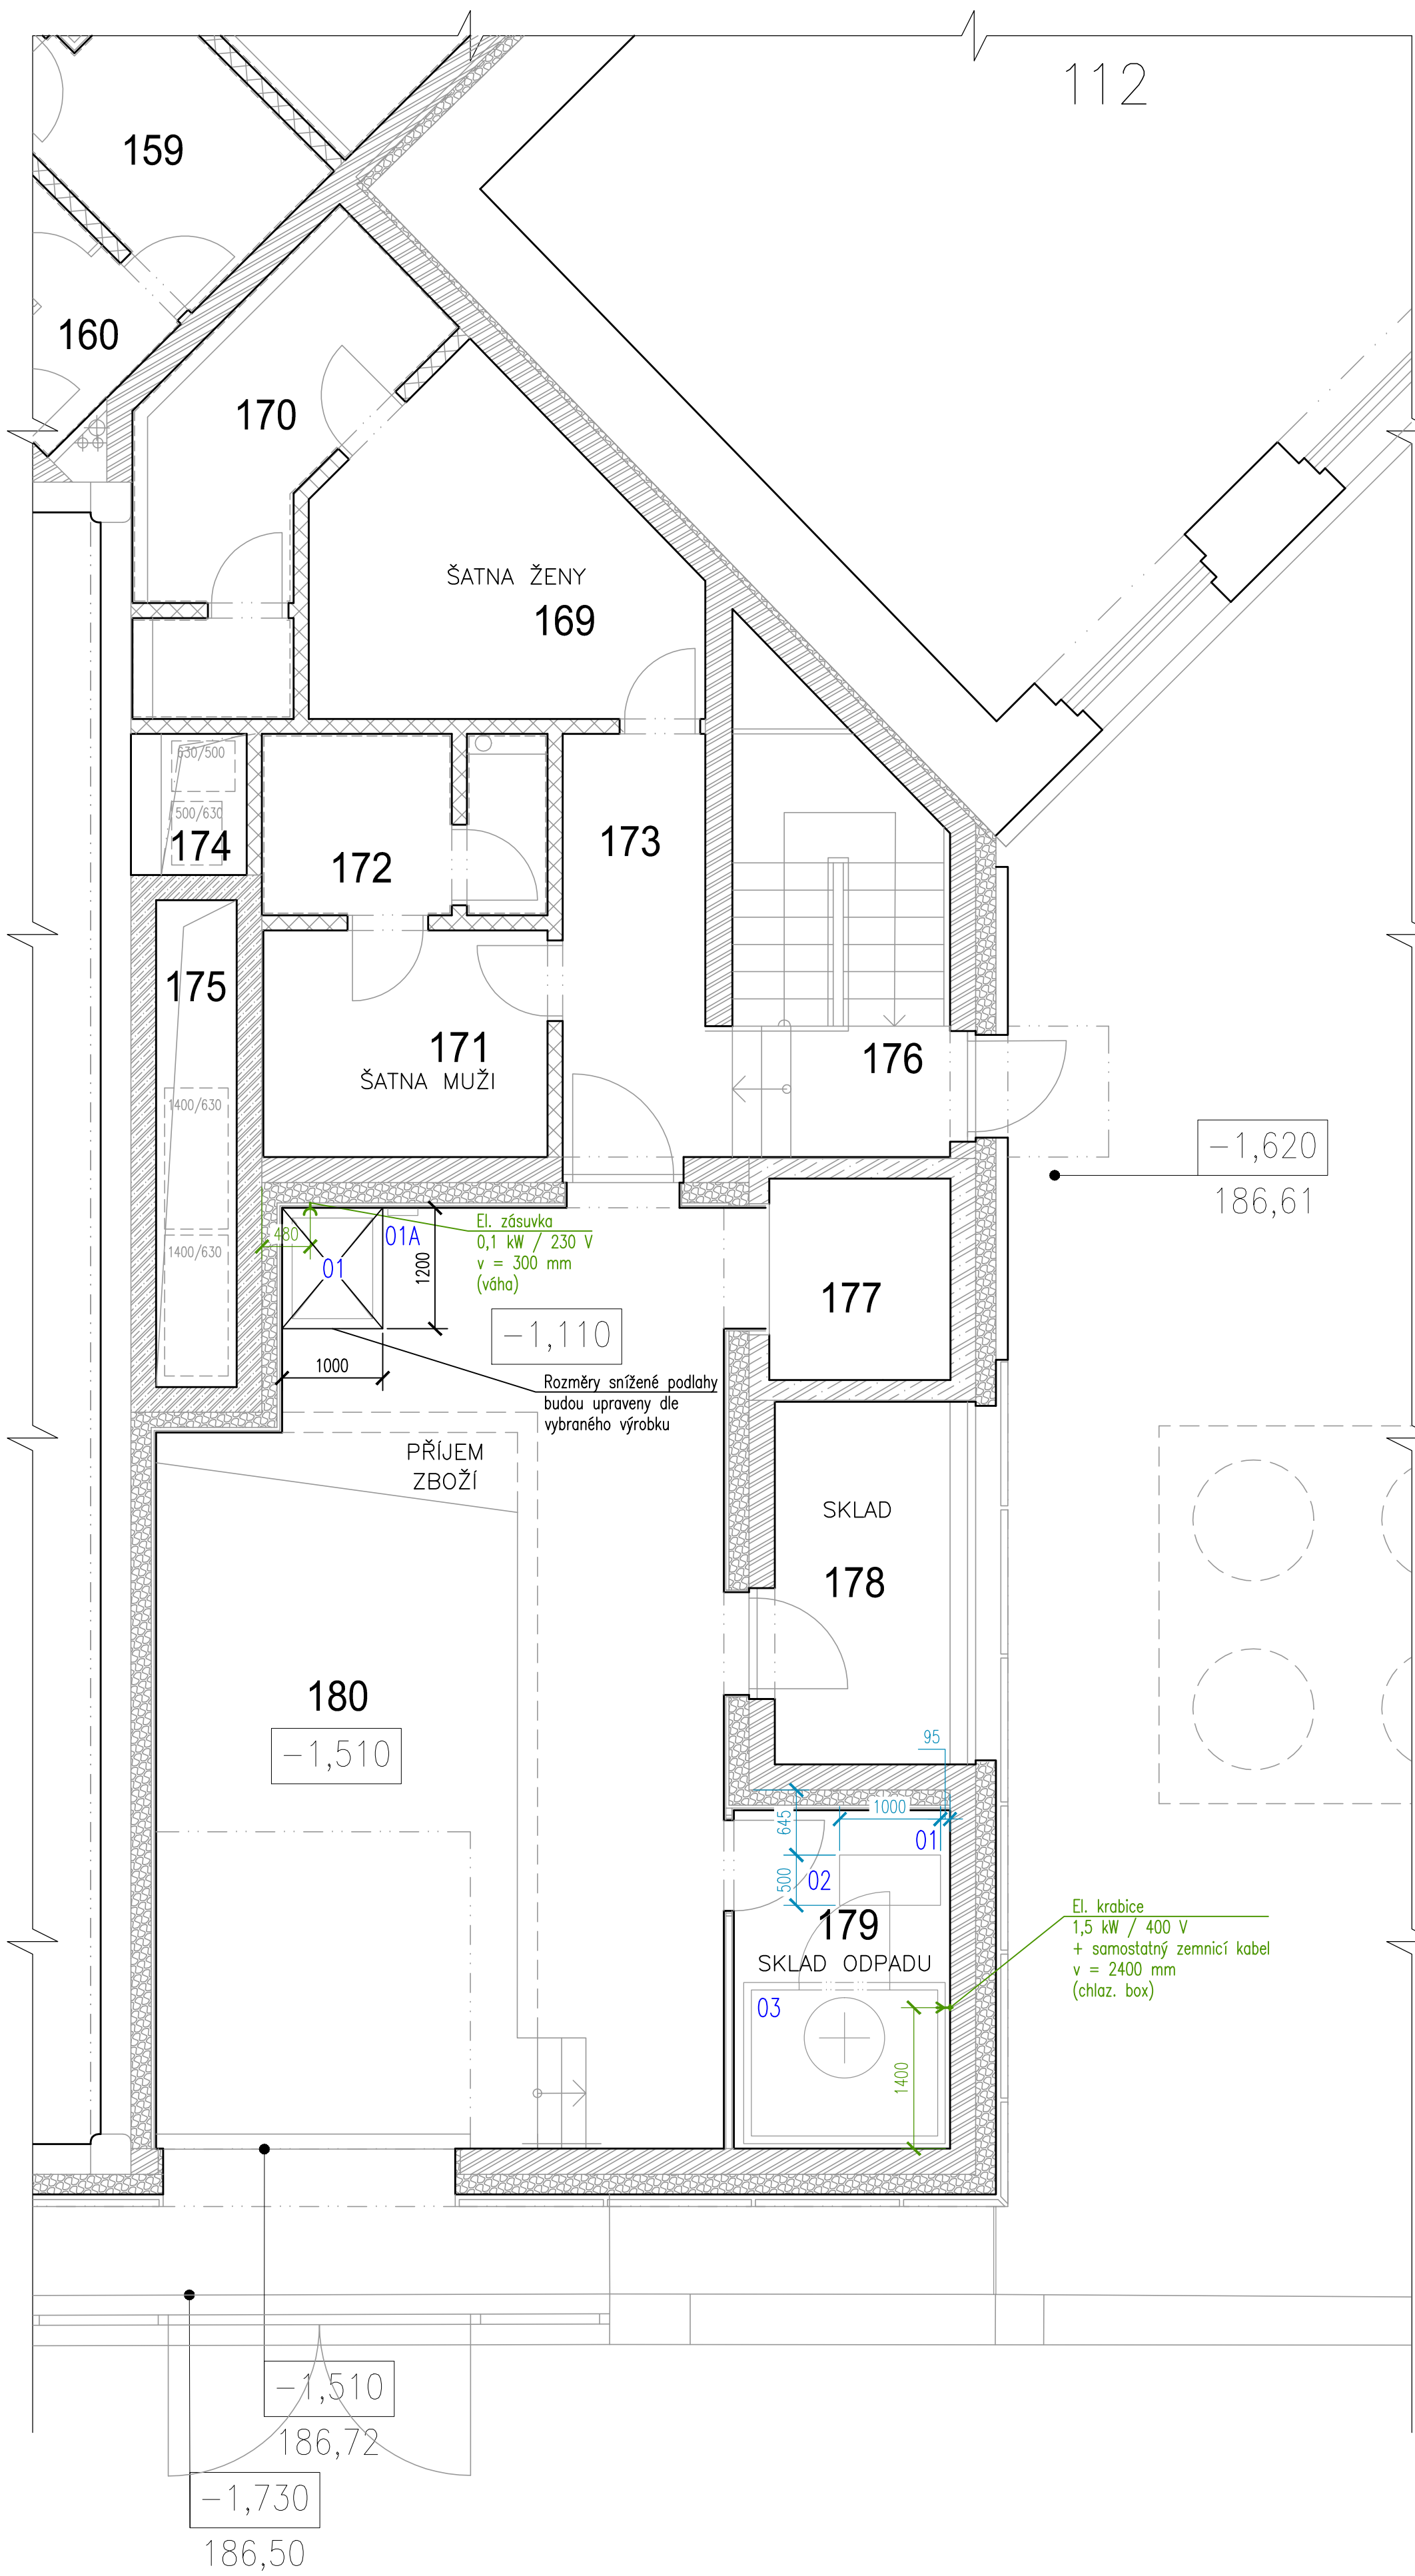 112
159
160
170
ŠATNA ŽENY
169
630/500
500/630
174
172
173
175
171
ŠATNA MUŽI
176
1400/630
1400/630
-1,620
186,61
480
01
01A
1200
El. zásuvka
0,1 kW / 230 V
v = 300 mm
(váha)
177
-1,110
1000
Rozměry snížené podlahy
budou upraveny dle
vybraného výrobku
PŘÍJEM
ZBOŽÍ
SKLAD
178
180
-1,510
95
645
1000
01
500
02
179
SKLAD ODPADU
03
El. krabice
1,5 kW / 400 V
+ samostatný zemnicí kabel
v = 2400 mm
(chlaz. box)
1400
-1,510
186,72
-1,730
186,50